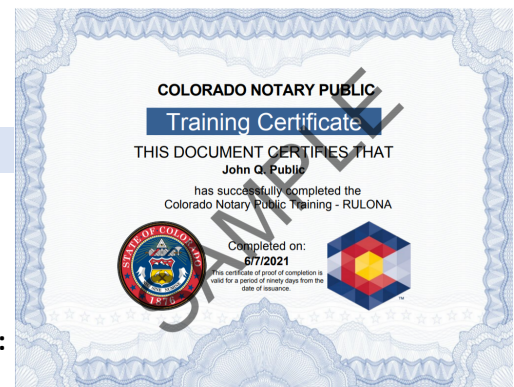 COLORADO NOTARY PUBLIC
Training Certificate
THIS DOCUMENT CERTIFIES THAT
John Q. Public
has successfully completed the
Colorado Notary Public Training - RULONA
Completed on:
6/7/2021
This certificate of proof of completion is
valid for a period of ninety days from the
date of issuance.
STATE OF COLORADO
1876
TM
SAMPLE
: